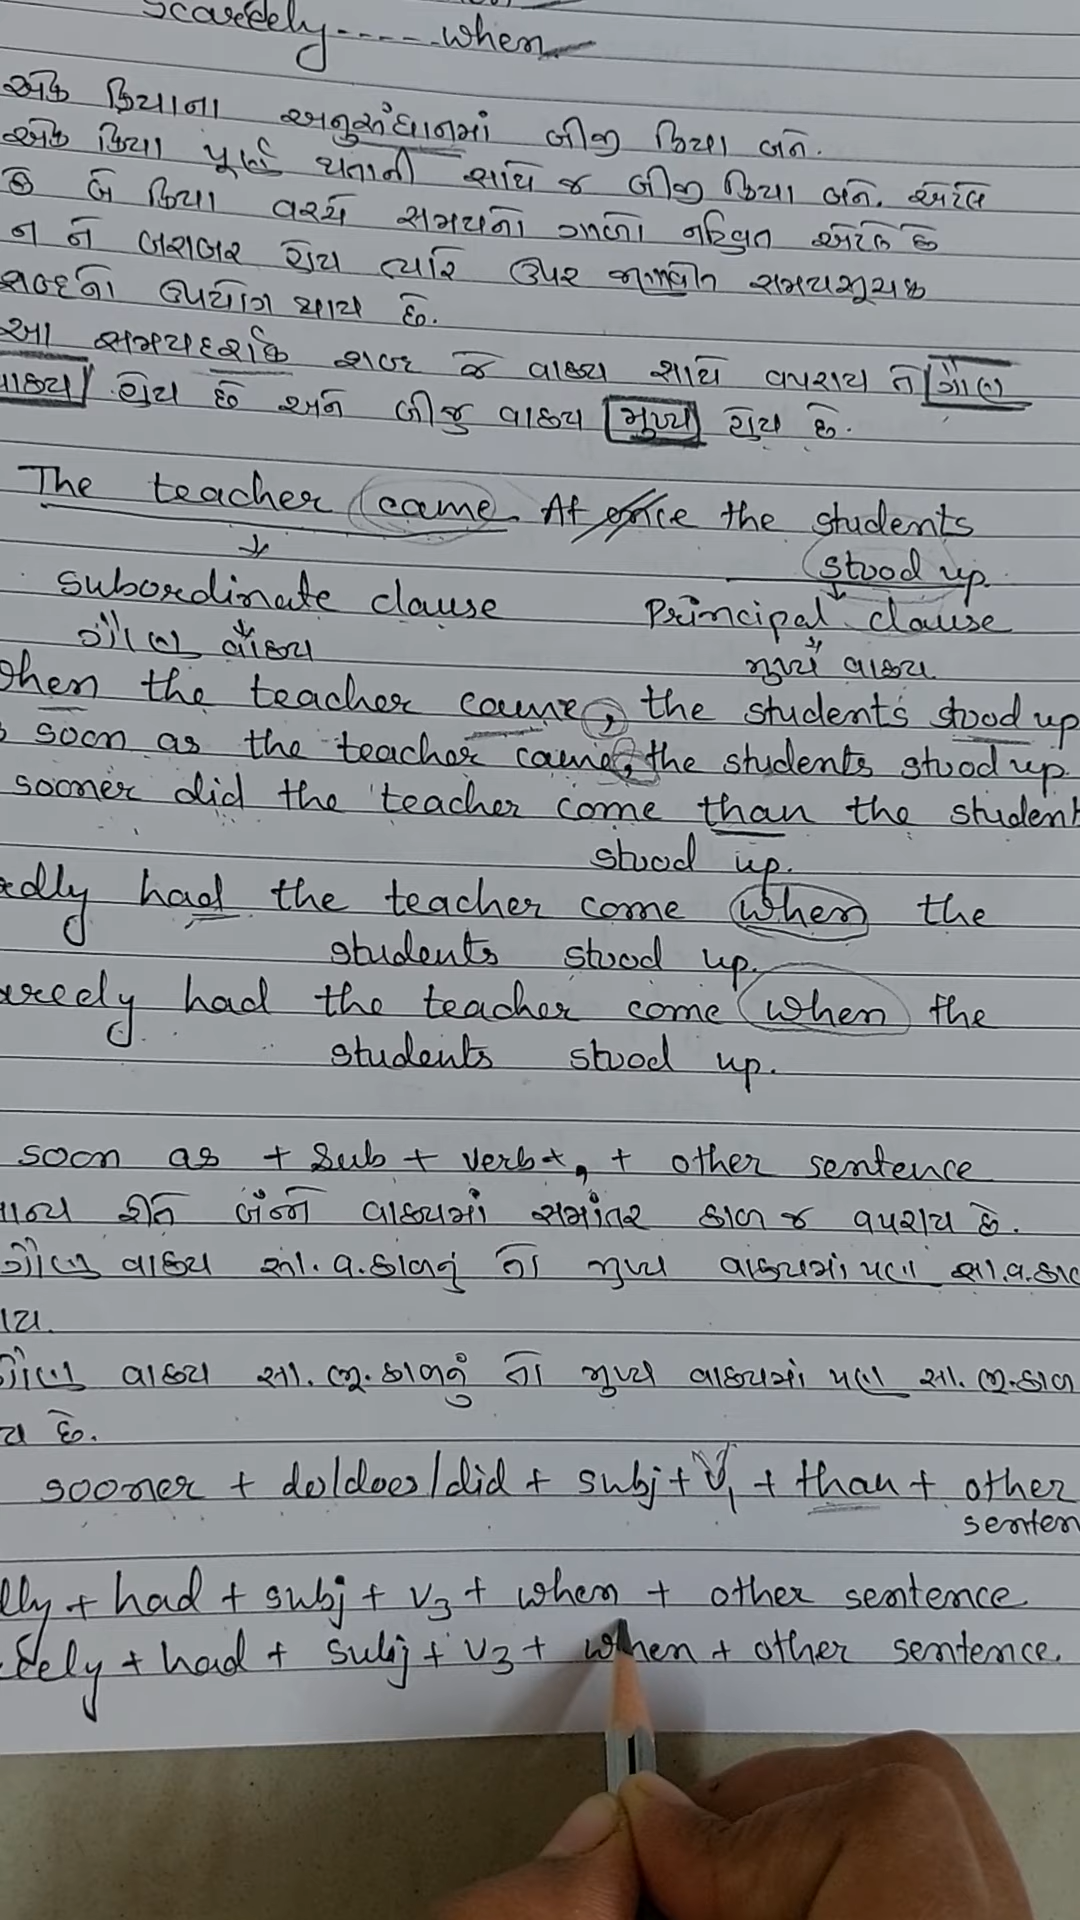 scarcely-----when
એક ક્રિયાના અનુસંધાનમાં બીજી ક્રિયા બને.
એક ક્રિયા પૂર્ણ થતાની સાથે જ બીજી ક્રિયા બને. એટલે
કે બે ક્રિયા વચ્ચે સમયનો ગાળો નહિવત એટલે કે
ન ને બરાબર હોય ત્યારે ઉપર સમયસૂચક
શબ્દનો ઉપયોગ થાય છે.
આ સમયદર્શક શબ્દ જે વાક્ય સાથે વપરાય તે ગૌણ
વાક્ય હોય છે અને બીજુ વાક્ય મુખ્ય હોય છે.
The teacher came. At once the students
stood up.
subordinate clause Principal clause
ગૌણ વાક્ય મુખ્ય વાક્ય
when the teacher came, the students stood up
soon as the teacher came, the students stood up.
sooner did the teacher come than the student
stood up.
dly had the teacher come when the
students stood up.
arcely had the teacher come when the
students stood up.
soon as + sub + verb+, + other sentence
રીતે બંને વાક્યમાં સમાંતર કાળ જ વપરાય છે.
ગૌણ વાક્ય સા.વ.કાળનું તો મુખ્ય વાક્યમાં પણ સા.વ.કાળ
ગૌણ વાક્ય સા.ભૂ.કાળનું તો મુખ્ય વાક્યમાં પણ સા.ભૂ.કાળ
ય છે.
sooner + do/does/did + subj + V1 + than + other
senten
lly + had + subj + v3 + when + other sentence
cely + had + subj + v3 + when + other sentence.